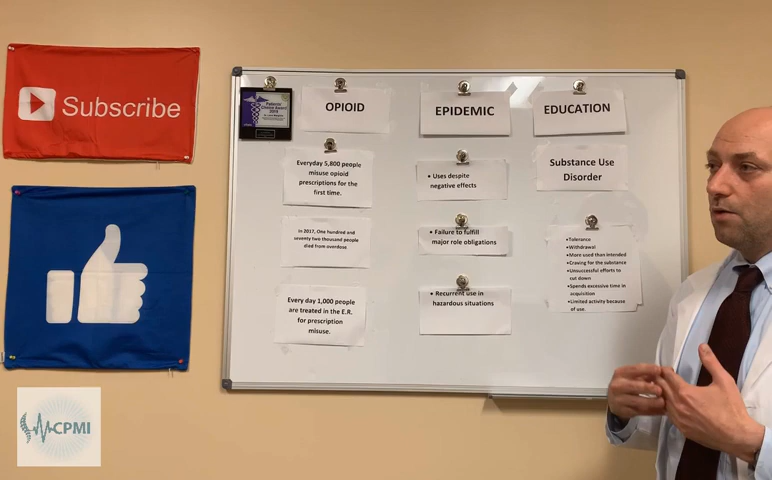 Subscribe
Patients'
Choice Award
OPIOID
EPIDEMIC
EDUCATION
Everyday 5,800 people
misuse opioid
prescriptions for the
first time.
In 2017, One hundred and
seventy two thousand people
died from overdose
Every day 1,000 people
are treated in the E.R.
for prescription
misuse.
• Uses despite
negative effects
• Failure to fulfill
major role obligations
• Recurrent use in
hazardous situations
Substance Use
Disorder
•Tolerance
•Withdrawal
•More used than intended
•Craving for the substance
•Unsuccessful efforts to
cut down
•Spends excessive time in
acquisition
•Limited activity because
of use.
CPMI